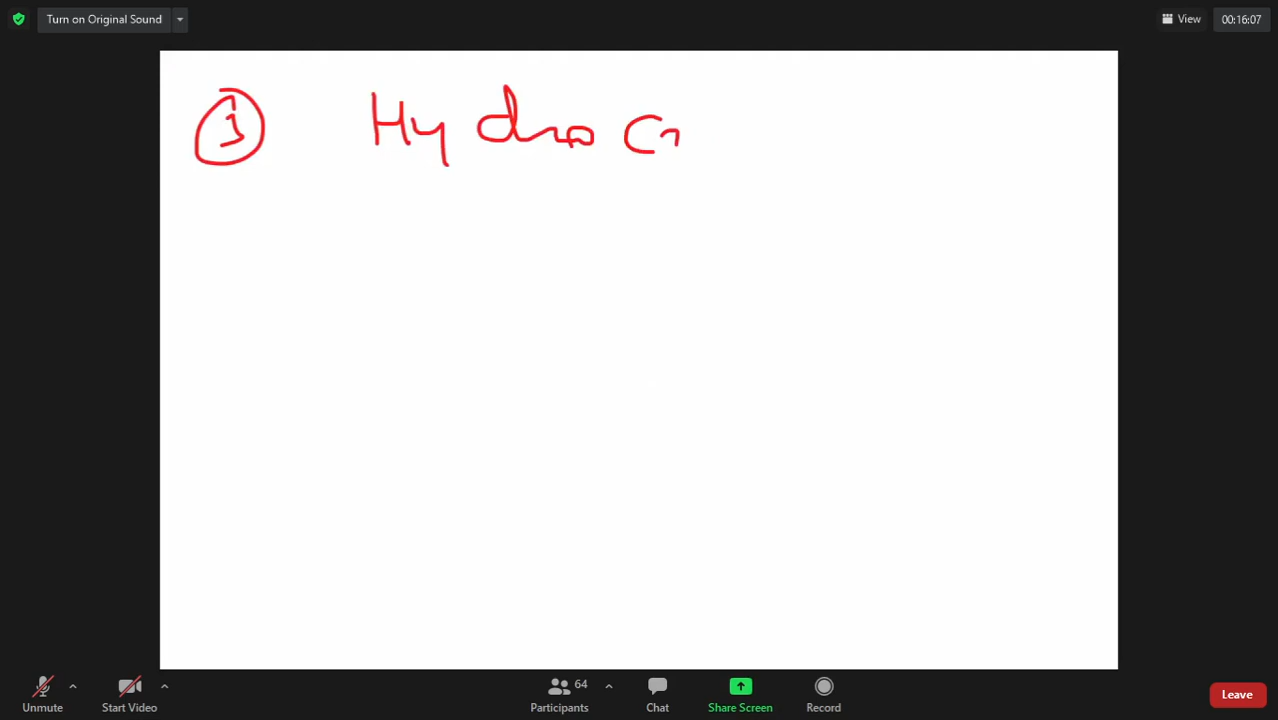 Turn on Original Sound
View
00:16:07
3 Hydro
Unmute
Start Video
64
Participants
Chat
Share Screen
Record
Leave